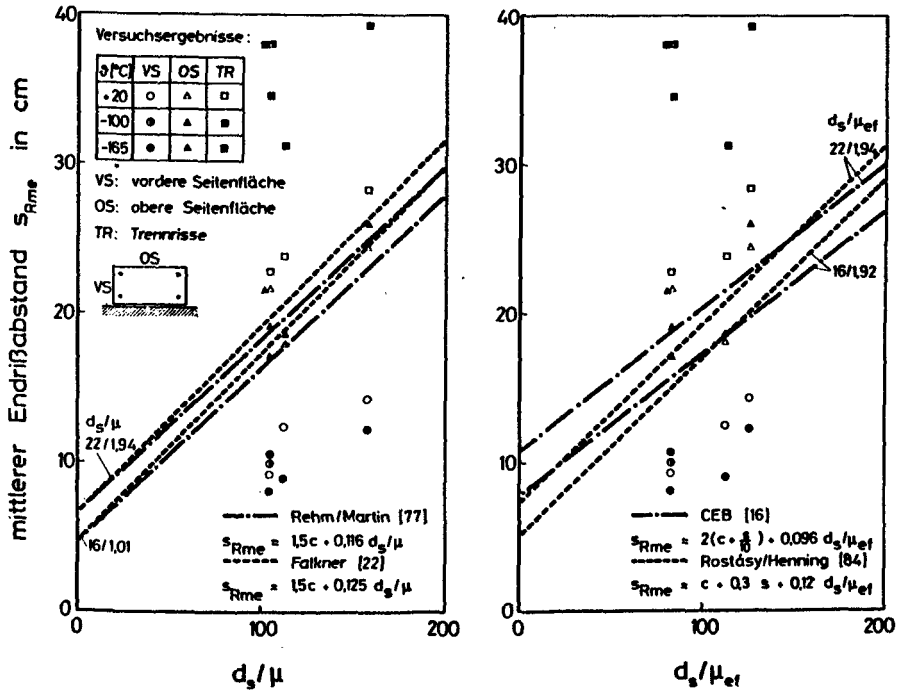 mittlerer Endrißabstand s_Rme in cm
40
30
20
10
0
Versuchsergebnisse:
ϑ[°C] VS OS TR
+20
-100
-165
VS: vordere Seitenfläche
OS: obere Seitenfläche
TR: Trennrisse
OS
VS
d_s/μ
22/1,94
16/1,01
Rehm/Martin [77]
s_Rme = 1,5c + 0,116 d_s/μ
Falkner [22]
s_Rme = 1,5c + 0,125 d_s/μ
0 100 200
d_s/μ
40
30
20
10
0
d_s/μ_ef
22/1,94
16/1,92
CEB [16]
s_Rme = 2(c + s/10) + 0,096 d_s/μ_ef
Rostásy/Henning [84]
s_Rme = c + 0,3 s + 0,12 d_s/μ_ef
0 100 200
d_s/μ_ef